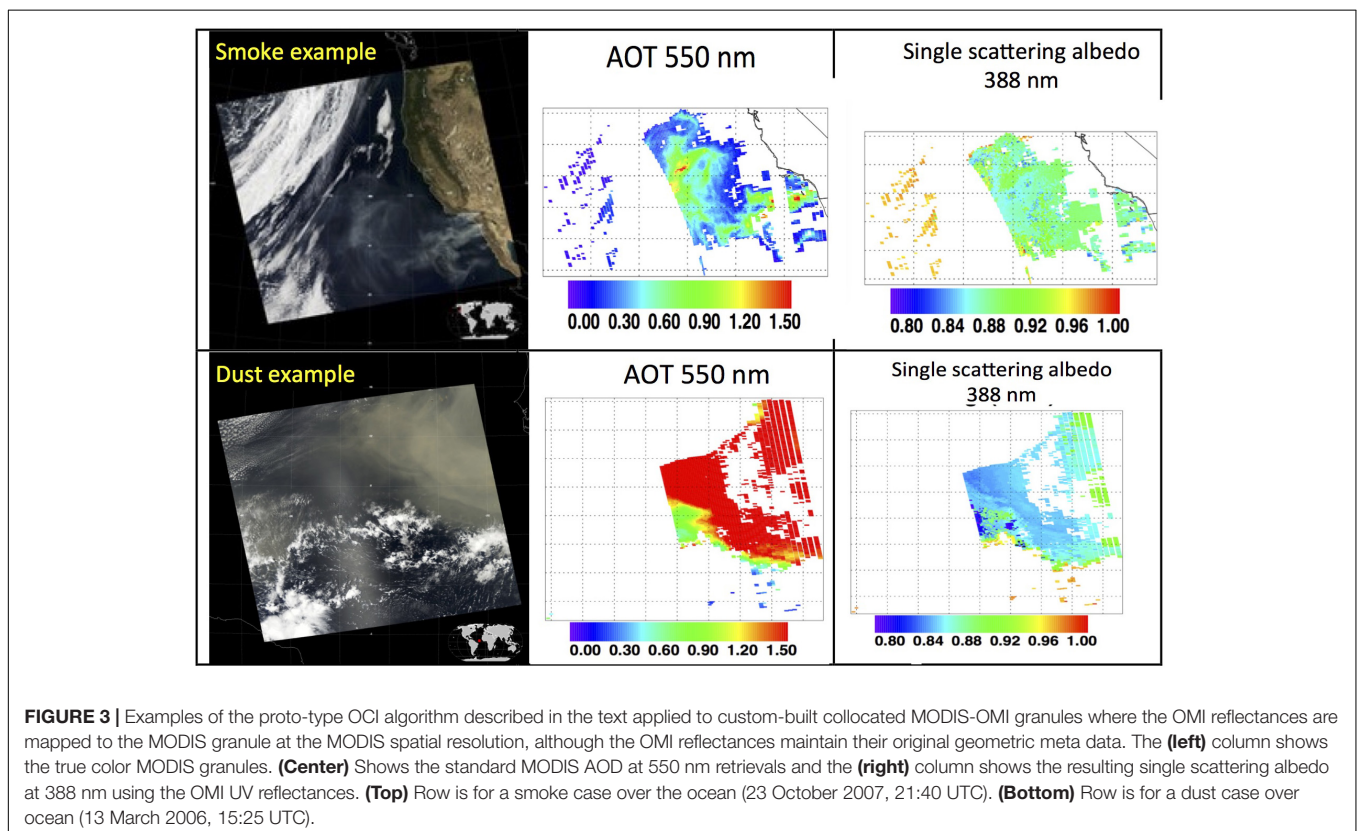 Smoke example
AOT 550 nm
Single scattering albedo
388 nm
0.00 0.30 0.60 0.90 1.20 1.50
0.80 0.84 0.88 0.92 0.96 1.00
Dust example
AOT 550 nm
Single scattering albedo
388 nm
0.00 0.30 0.60 0.90 1.20 1.50
0.80 0.84 0.88 0.92 0.96 1.00
FIGURE 3 | Examples of the proto-type OCI algorithm described in the text applied to custom-built collocated MODIS-OMI granules where the OMI reflectances are
mapped to the MODIS granule at the MODIS spatial resolution, although the OMI reflectances maintain their original geometric meta data. The (left) column shows
the true color MODIS granules. (Center) Shows the standard MODIS AOD at 550 nm retrievals and the (right) column shows the resulting single scattering albedo
at 388 nm using the OMI UV reflectances. (Top) Row is for a smoke case over the ocean (23 October 2007, 21:40 UTC). (Bottom) Row is for a dust case over
ocean (13 March 2006, 15:25 UTC).